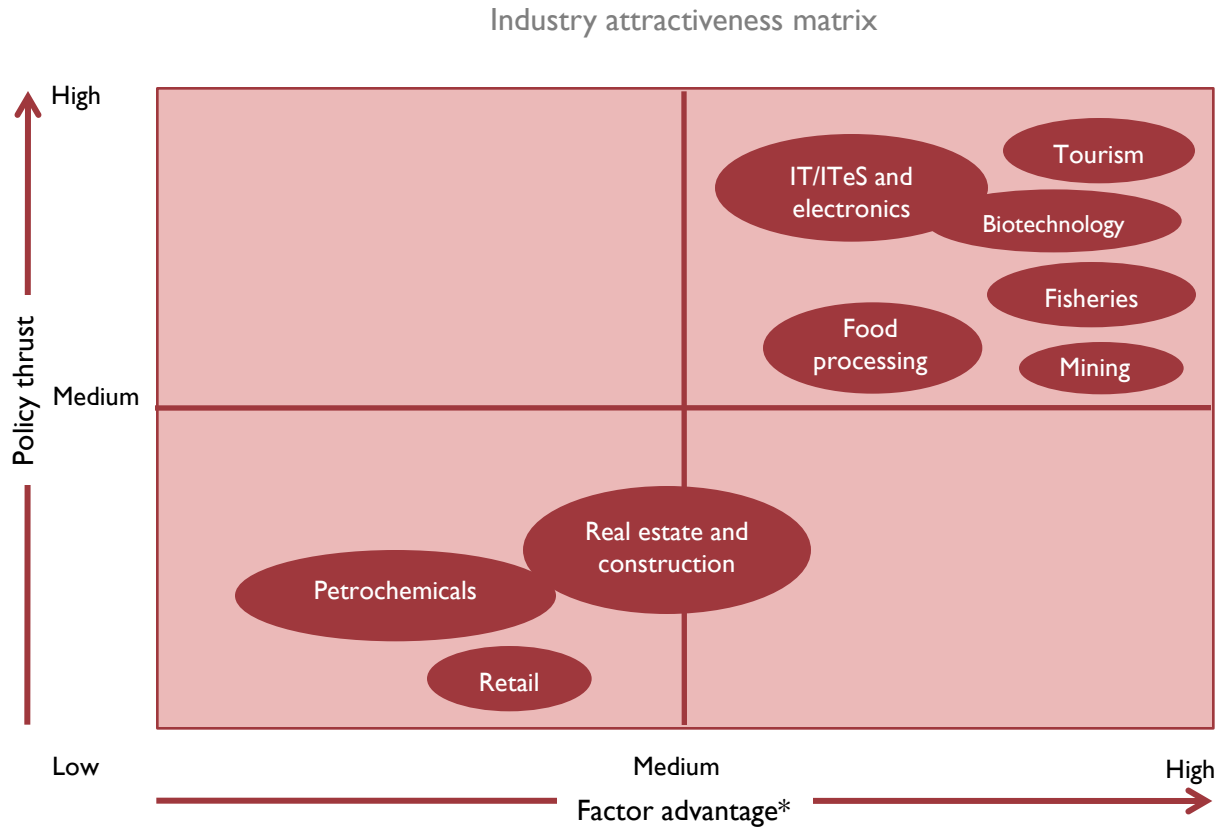 Industry attractiveness matrix
High
Tourism
IT/ITeS and
electronics
Biotechnology
Fisheries
Food
processing
Mining
Policy thrust
Medium
Real estate and
construction
Petrochemicals
Retail
Low
Medium
High
Factor advantage*